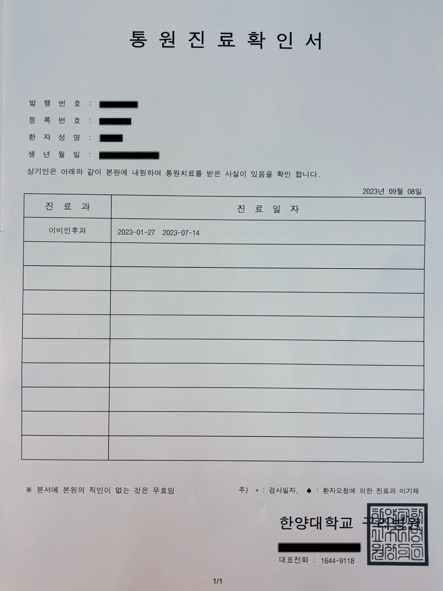 통 원 진 료 확 인 서
발 행 번 호 :
등 록 번 호 :
환 자 성 명 :
생 년 월 일 :
상기인은 아래와 같이 본원에 내원하여 통원치료를 받은 사실이 있음을 확인 합니다.
2023년 09월 08일
진 료 과 진 료 일 자
이비인후과 2023-01-27 2023-07-14
※ 본서에 본원의 직인이 없는 것은 무효임 주) * : 검사일자, ♠ : 환자요청에 의한 진료과 미기재
한양대학교 구리병원
대표전화 : 1644-9118
1/1